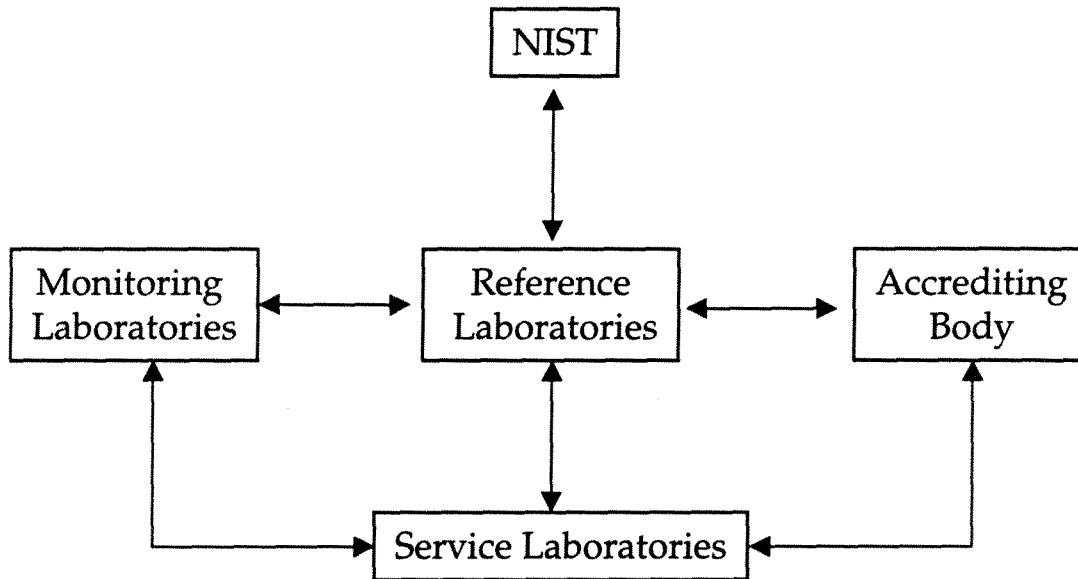 NIST
Monitoring
Laboratories
Reference
Laboratories
Accrediting
Body
Service Laboratories